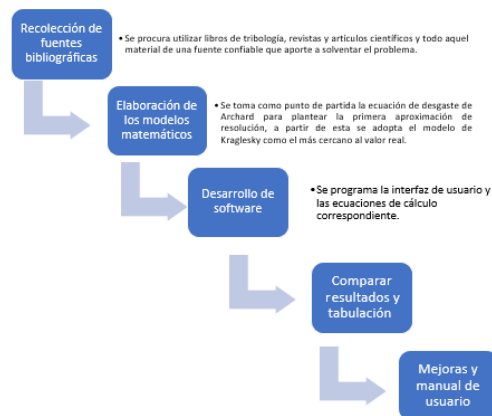 Recolección de
fuentes
bibliográficas
• Se procura utilizar libros de tribología, revistas y artículos científicos y todo aquel
material de una fuente confiable que aporte a solventar el problema.
Elaboración de
los modelos
matemáticos
• Se toma como punto de partida la ecuación de desgaste de
Archard para plantear la primera aproximación de
resolución, a partir de esta se adopta el modelo de
Kraglesky como el más cercano al valor real.
Desarrollo de
software
• Se programa la interfaz de usuario y
las ecuaciones de cálculo
correspondiente.
Comparar
resultados y
tabulación
Mejoras y
manual de
usuario